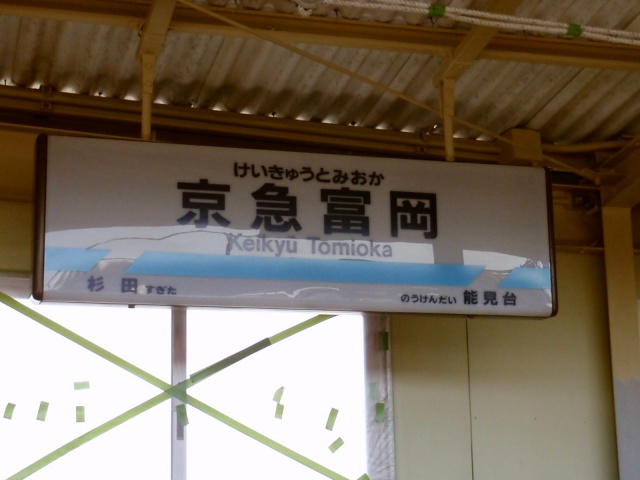 けいきゅうとみおか
京急富岡
Keikyū Tomioka
杉田 すぎた
のうけんだい 能見台